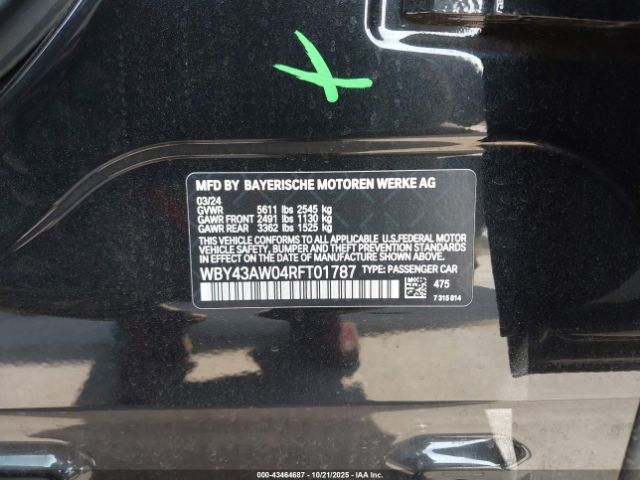 MFD BY BAYERISCHE MOTOREN WERKE AG
03/24
GVWR 5611 lbs 2545 kg
GAWR FRONT 2491 lbs 1130 kg
GAWR REAR 3362 lbs 1525 kg
THIS VEHICLE CONFORMS TO ALL APPLICABLE
U.S.FEDERAL MOTOR VEHICLE SAFETY, BUMPER
AND THEFT PREVENTION STANDARDS IN EFFECT
ON THE DATE OF MANUFACTURE SHOWN ABOVE.
WBY43AW04RFT01787 TYPE: PASSENGER CAR
475
7 315 814
000-43464687 - 10/21/2025 - IAA Inc.